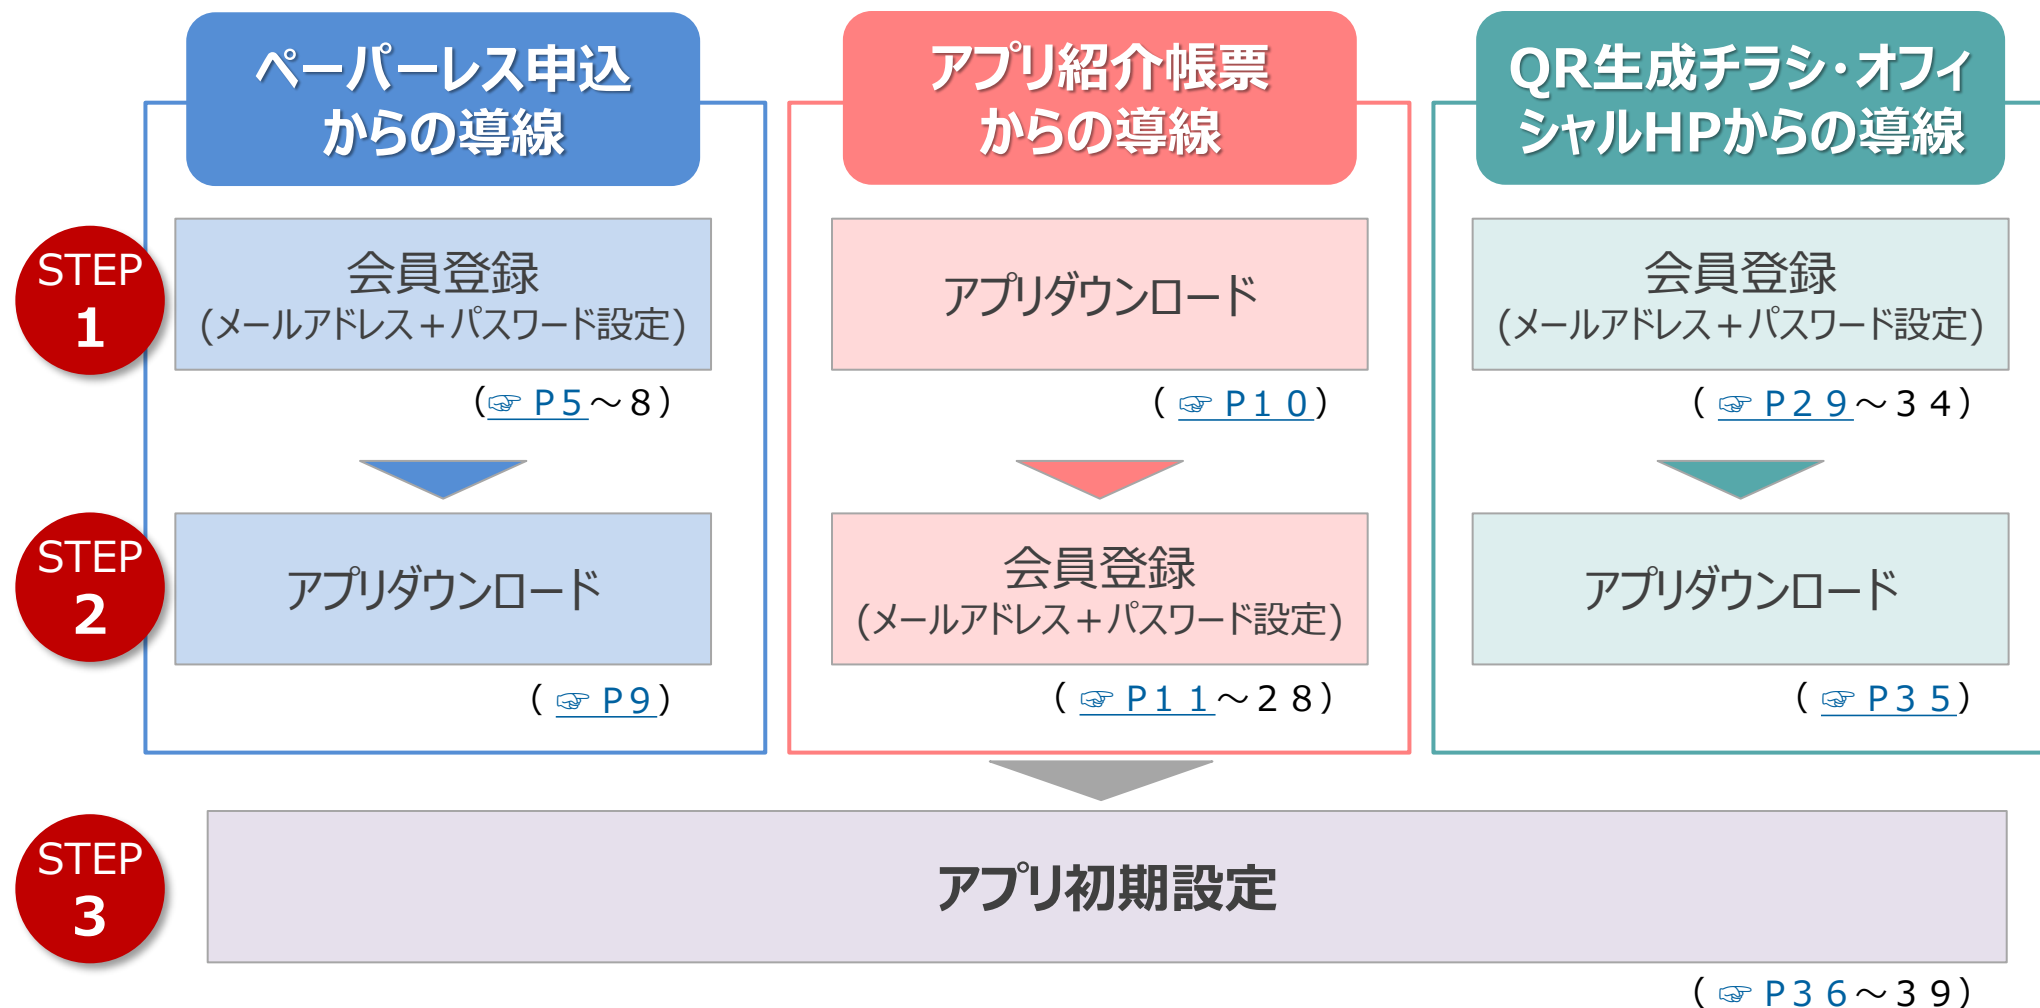 ペーパーレス申込
からの導線
アプリ紹介帳票
からの導線
QR生成チラシ・オフィ
シャルHPからの導線
STEP
1
会員登録
(メールアドレス＋パスワード設定)
（☞ P5～8）
アプリダウンロード
（ ☞ P１０）
会員登録
(メールアドレス＋パスワード設定)
（ ☞ P２９～３４）
STEP
2
アプリダウンロード
（ ☞ P９）
会員登録
(メールアドレス＋パスワード設定)
（ ☞ P１１～２８）
アプリダウンロード
（ ☞ P３５）
STEP
3
アプリ初期設定
（ ☞ P３６～３９）